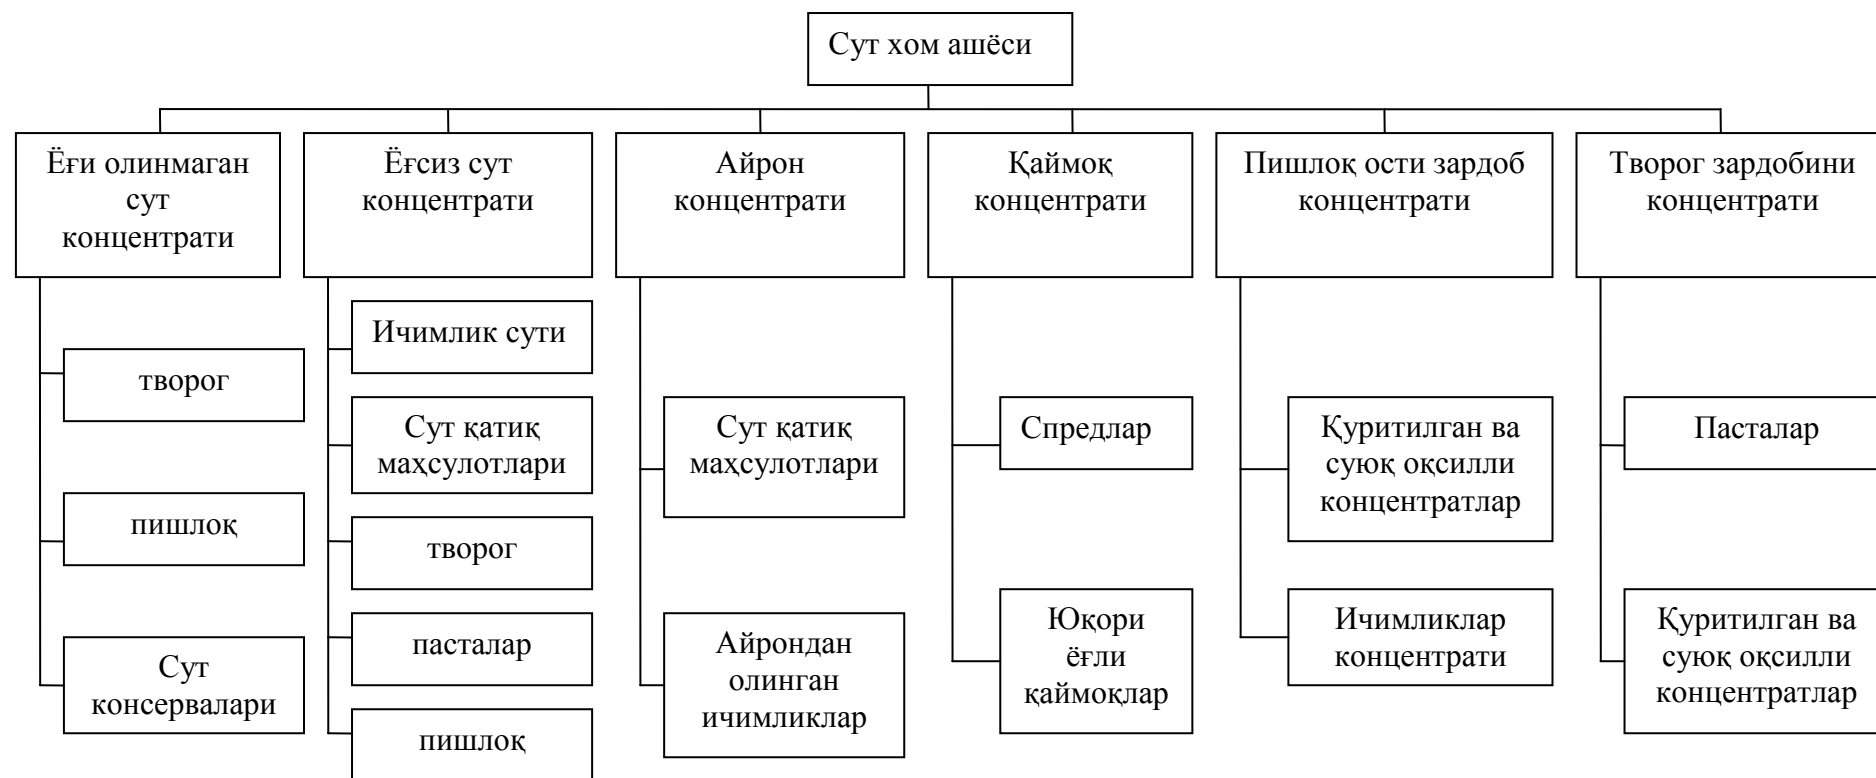 Сут хом ашёси
Ёғи олинмаган
сут
концентрати
Ёғсиз сут
концентрати
Айрон
концентрати
Қаймоқ
концентрати
Пишлоқ ости зардоб
концентрати
Творог зардобини
концентрати
творог
пишлоқ
Сут
консервалари
Ичимлик сути
Сут қатиқ
маҳсулотлари
творог
пасталар
пишлоқ
Сут қатиқ
маҳсулотлари
Айрондан
олинган
ичимликлар
Спредлар
Юқори
ёғли
қаймоқлар
Қуритилган ва
суюқ оқсилли
концентратлар
Ичимликлар
концентрати
Пасталар
Қуритилган ва
суюқ оқсилли
концентратлар